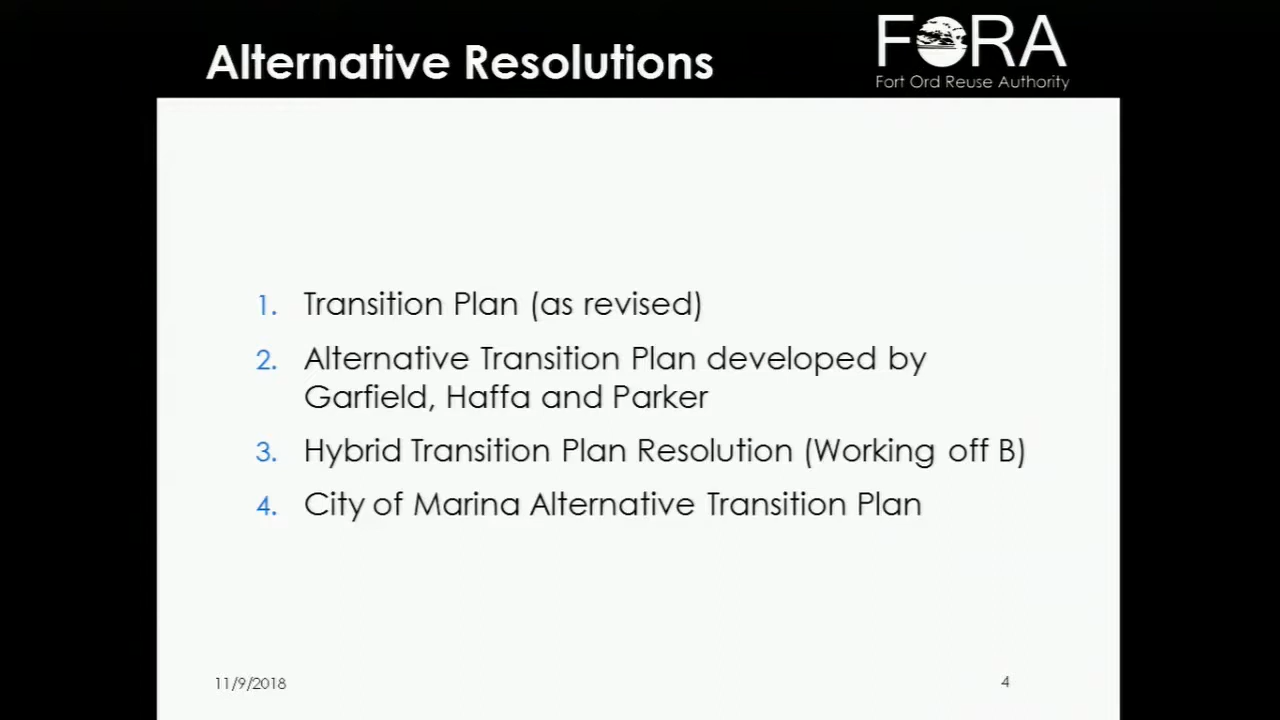 Alternative Resolutions
FORA
Fort Ord Reuse Authority
1. Transition Plan (as revised)
2. Alternative Transition Plan developed by
Garfield, Haffa and Parker
3. Hybrid Transition Plan Resolution (Working off B)
4. City of Marina Alternative Transition Plan
11/9/2018
4